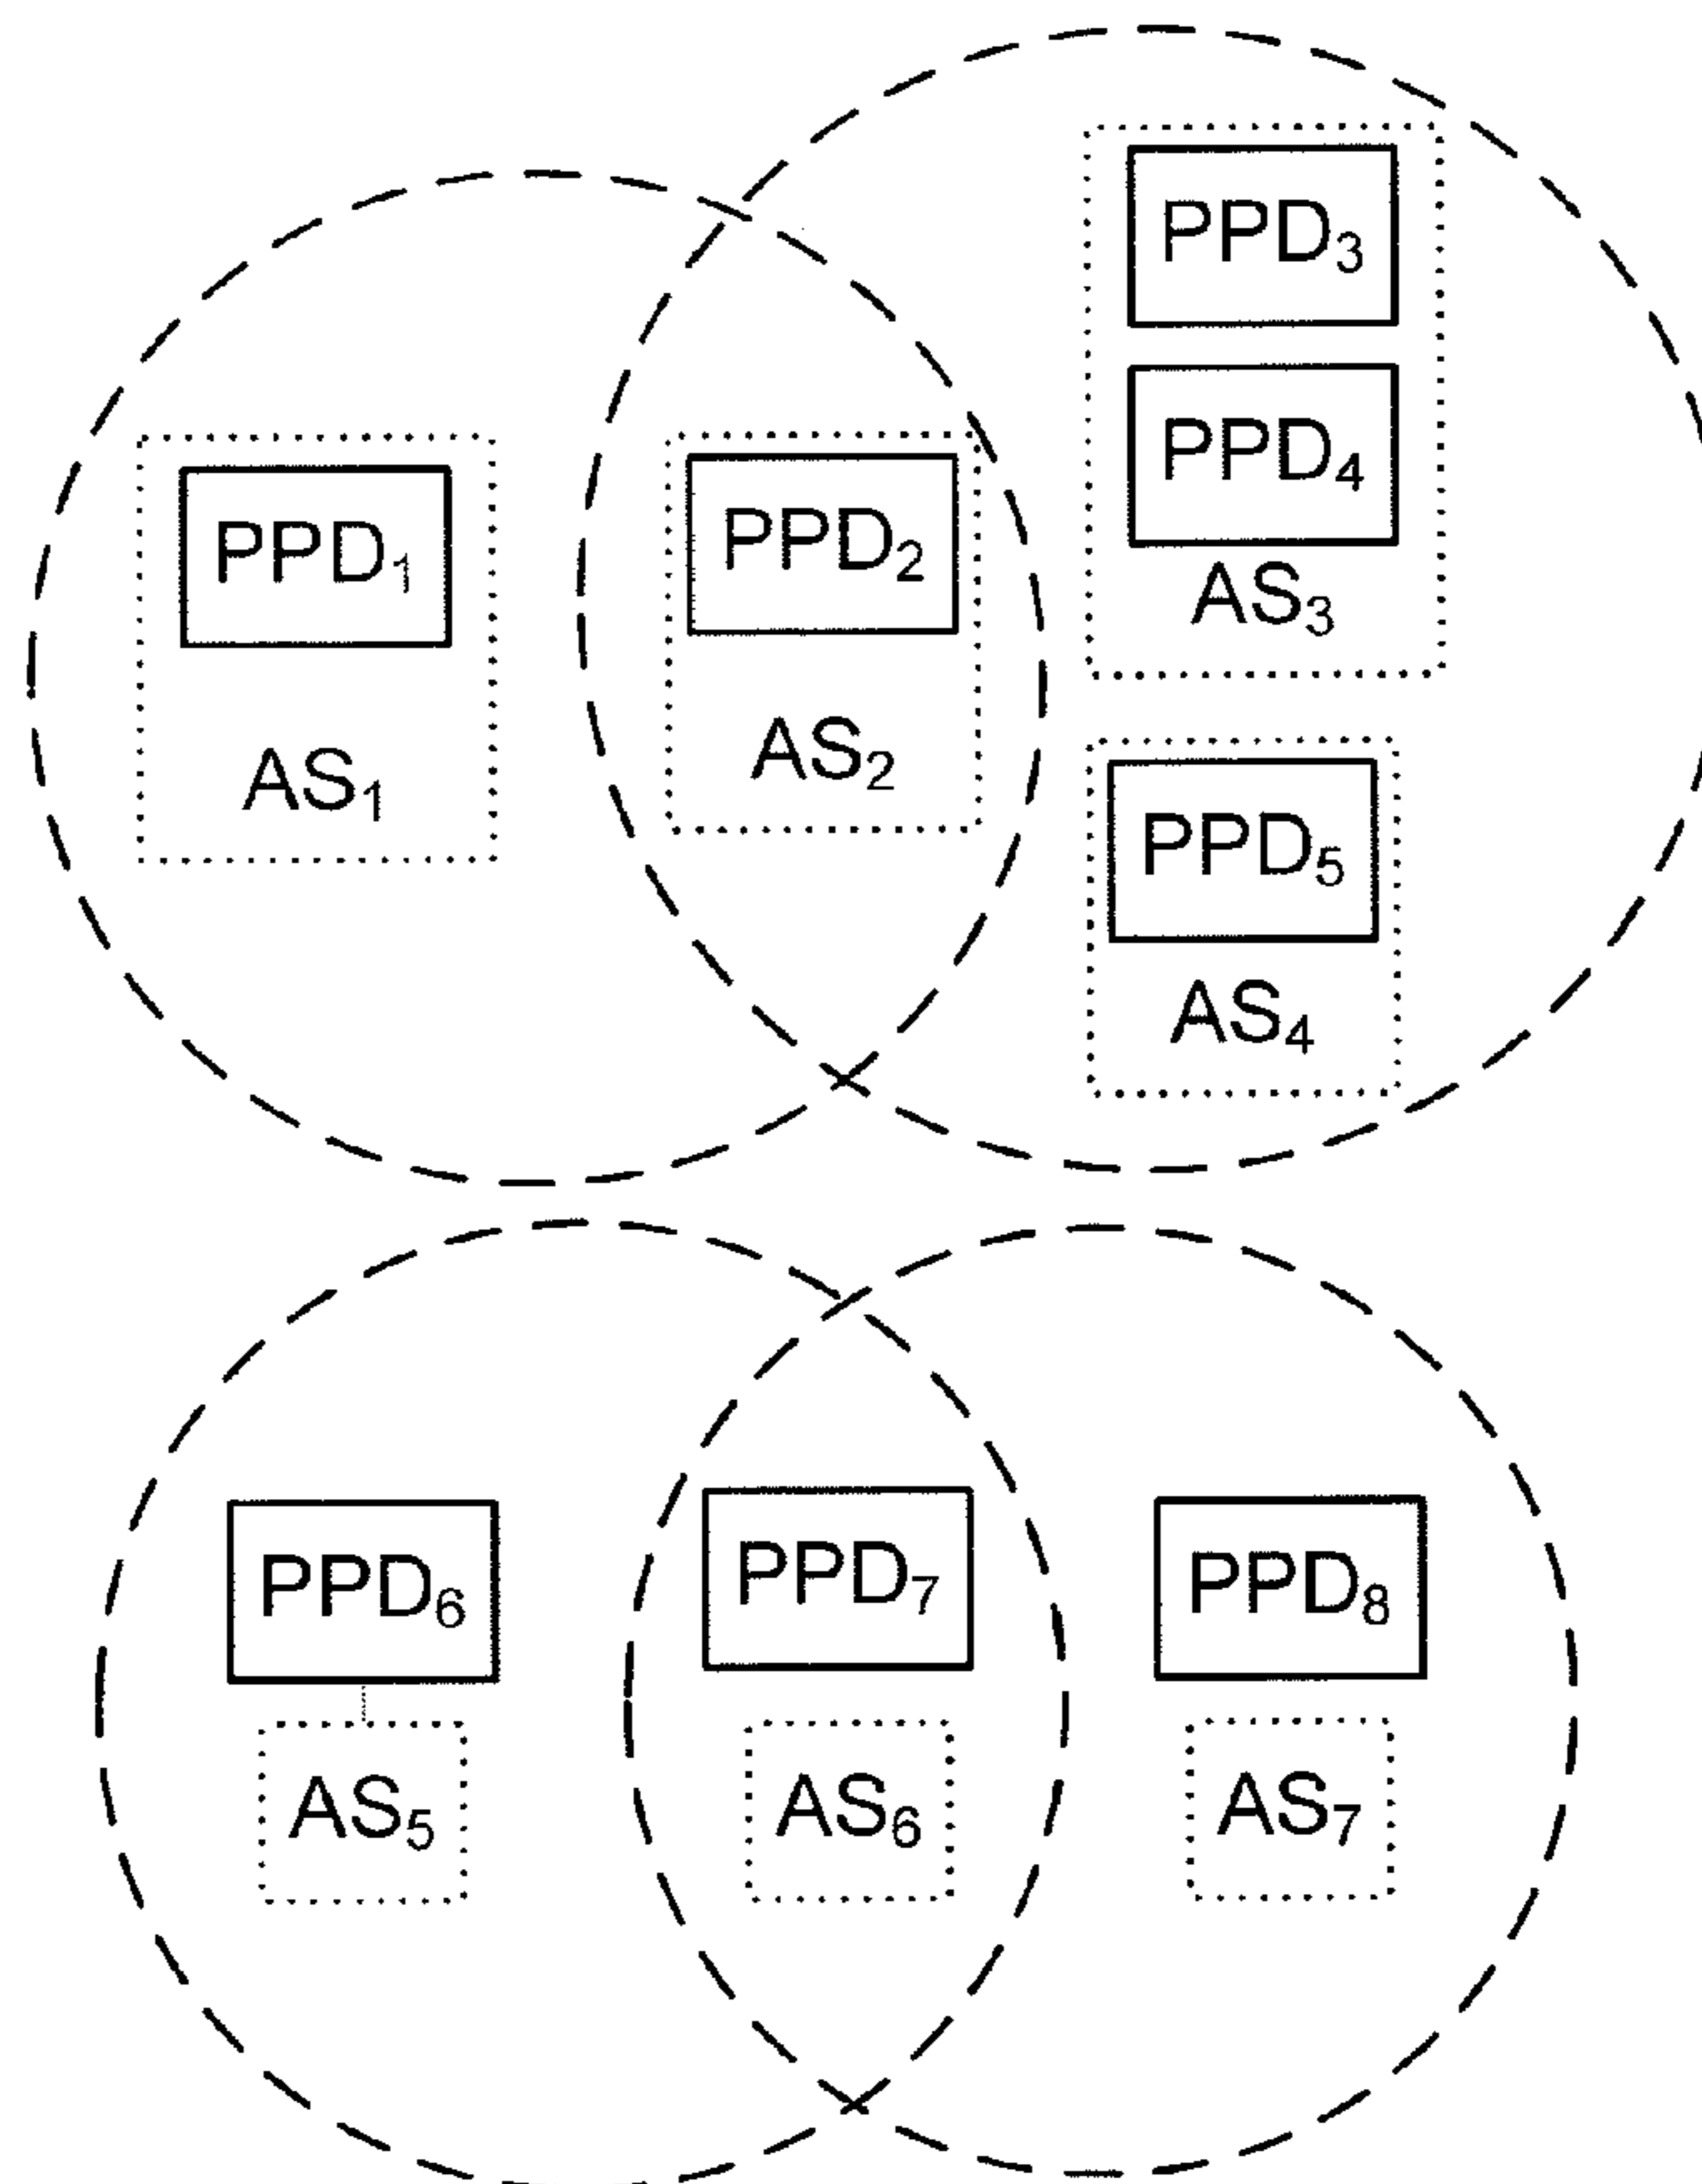 PPD₃
PPD₄
AS₃
PPD₁
AS₁
PPD₂
AS₂
PPD₅
AS₄
PPD₆
PPD₇
PPD₈
AS₅
AS₆
AS₇